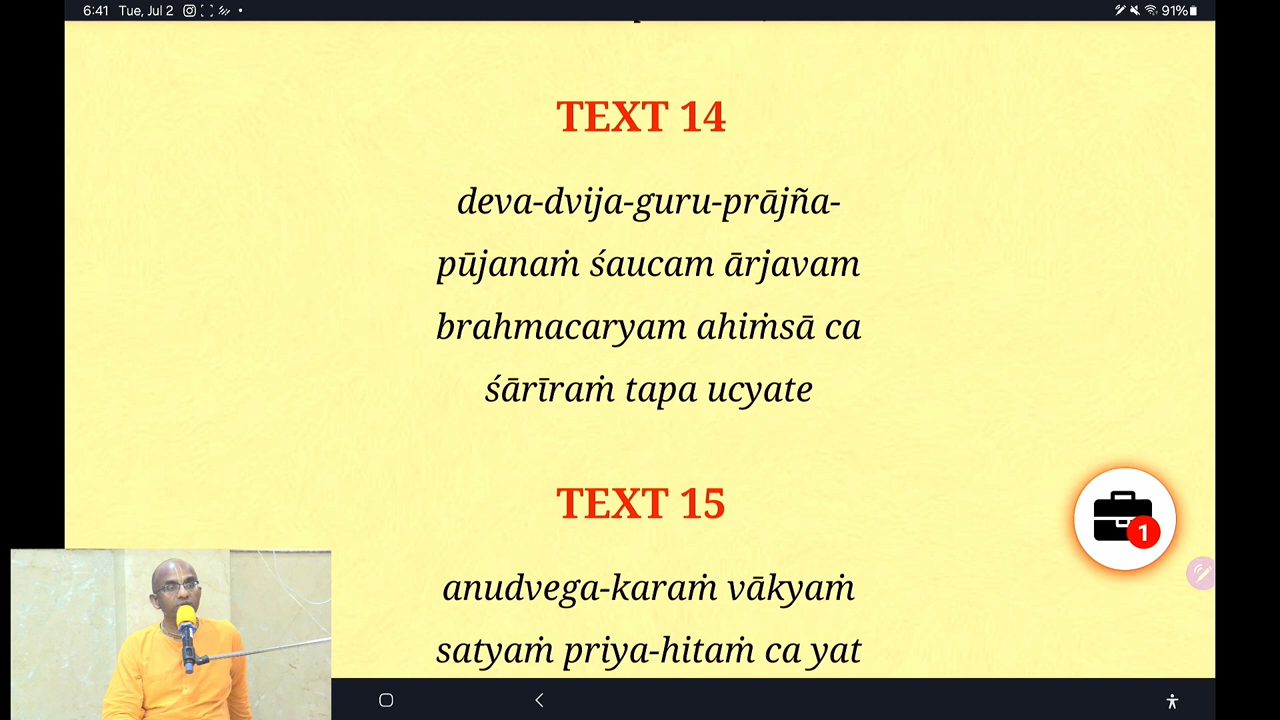 6:41 Tue, Jul 2 91%
TEXT 14
deva-dvija-guru-prājña-
pūjanaṁ śaucam ārjavam
brahmacaryam ahiṁsā ca
śārīraṁ tapa ucyate
TEXT 15
1
anudvega-karaṁ vākyaṁ
satyaṁ priya-hitaṁ ca yat